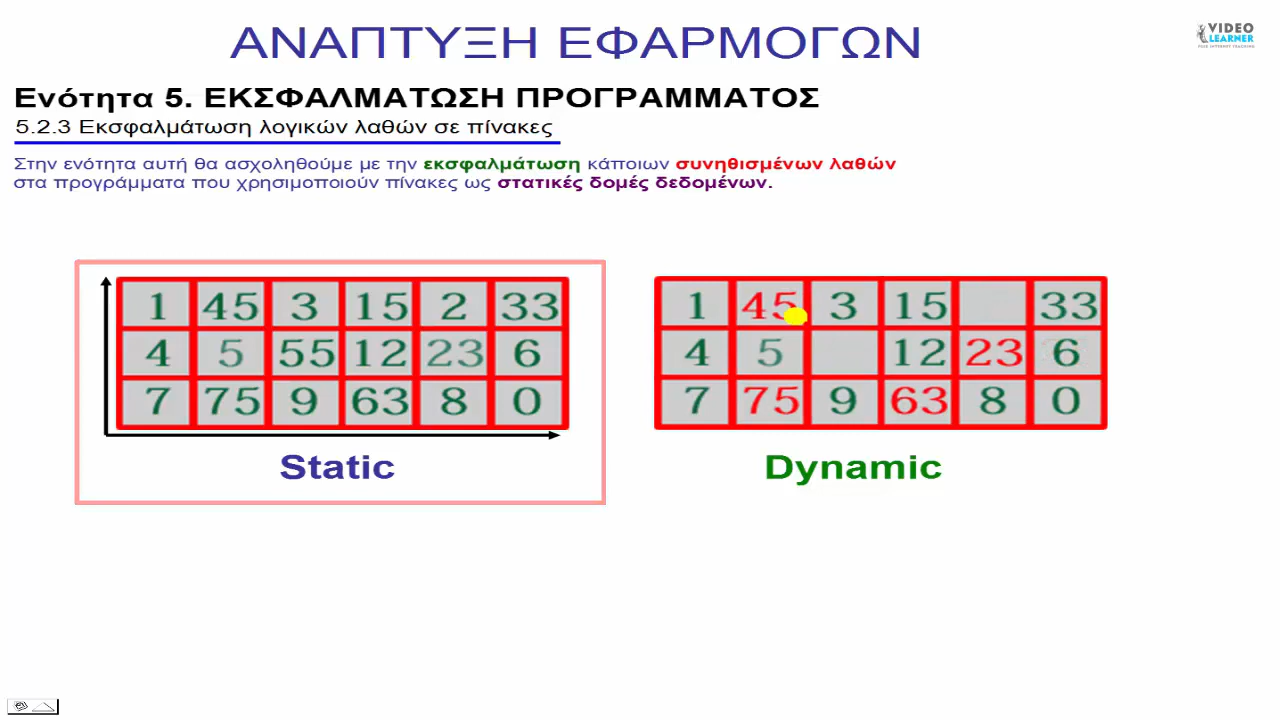 ΑΝΑΠΤΥΞΗ ΕΦΑΡΜΟΓΩΝ
VIDEO
LEARNER
Ενότητα 5. ΕΚΣΦΑΛΜΑΤΩΣΗ ΠΡΟΓΡΑΜΜΑΤΟΣ
5.2.3 Εκσφαλμάτωση λογικών λαθών σε πίνακες
Στην ενότητα αυτή θα ασχοληθούμε με την εκσφαλμάτωση κάποιων συνηθισμένων λαθών
στα προγράμματα που χρησιμοποιούν πίνακες ως στατικές δομές δεδομένων.
1 45 3 15 2 33
4 5 55 12 23 6
7 75 9 63 8 0
Static
1 45 3 15 33
4 5 12 23 6
7 75 9 63 8 0
Dynamic